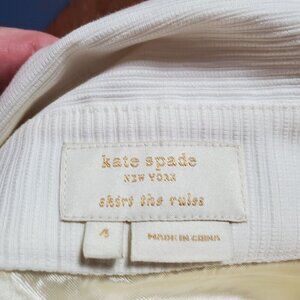 kate spade
NEW YORK
skirt the rules
4
MADE IN CHINA